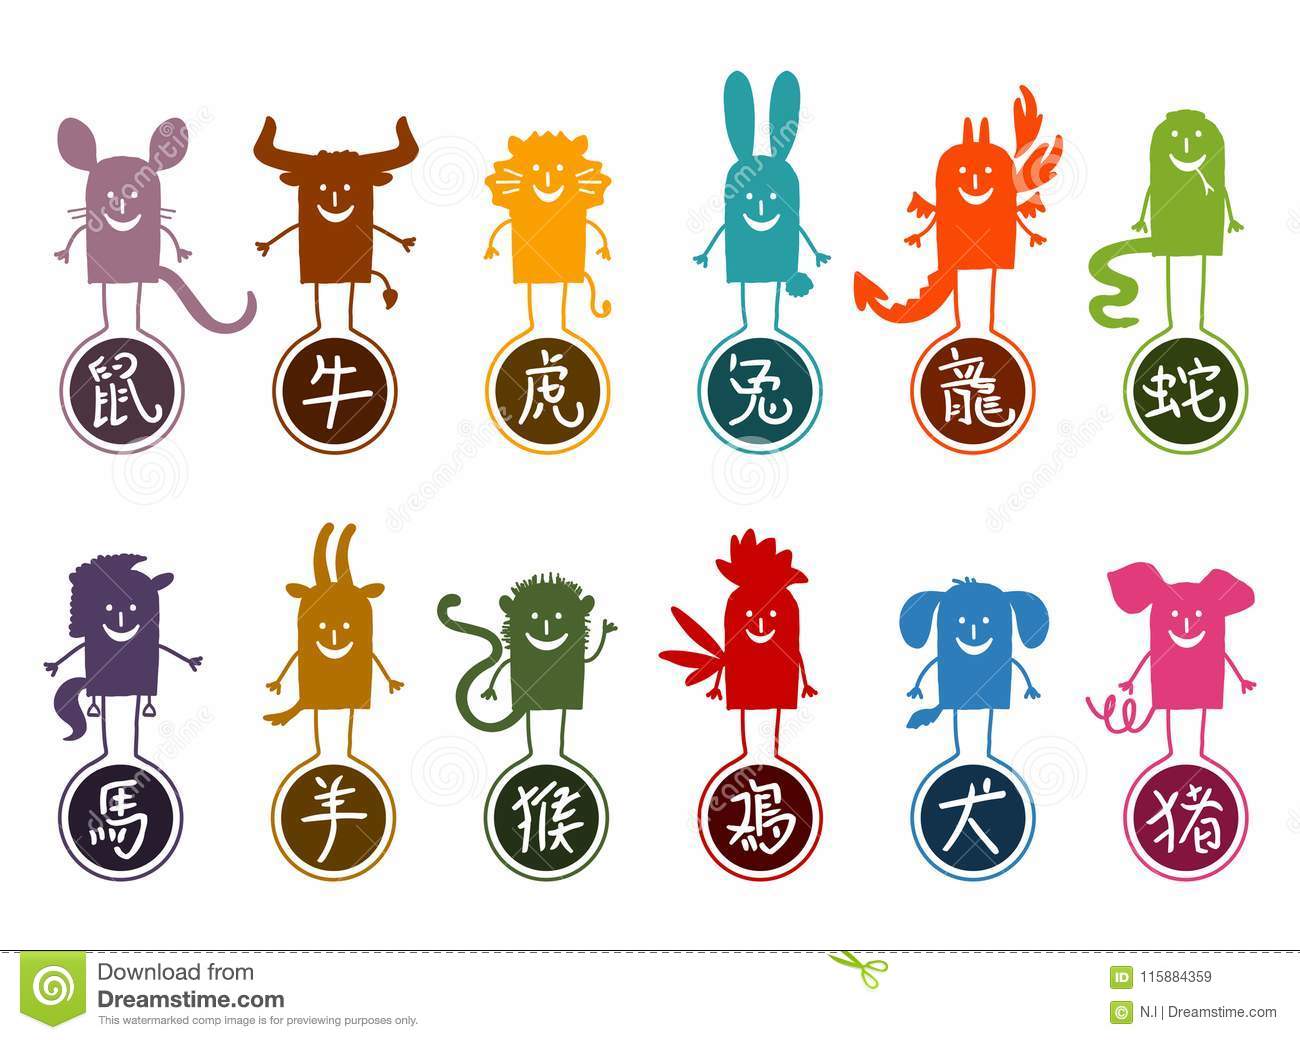 鼠 牛 虎 兔 龍 蛇
馬 羊 猴 鸡 犬 猪
Download from
Dreamstime.com
This watermarked comp image is for previewing purposes only.
ID 115884359
© N.I | Dreamstime.com